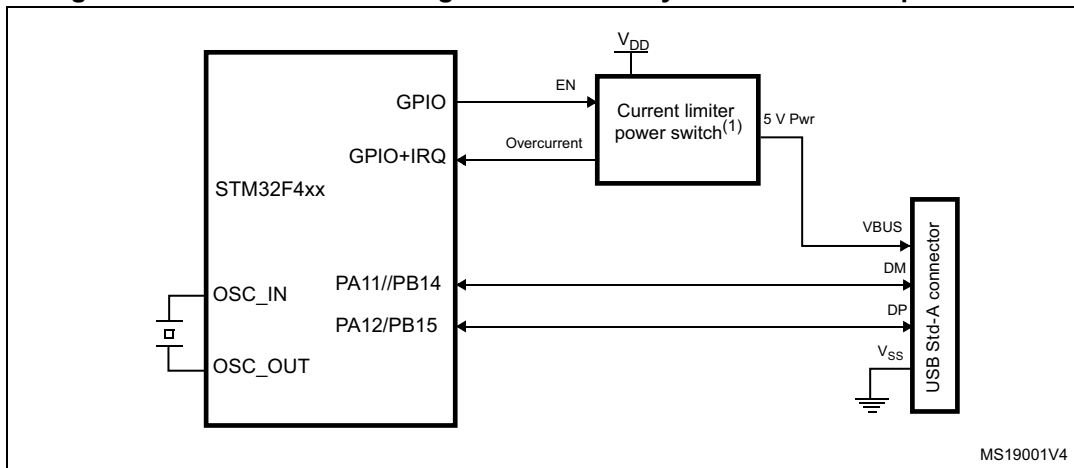 V_DD
EN
GPIO
Current limiter
power switch(1)
5 V Pwr
Overcurrent
GPIO+IRQ
STM32F4xx
VBUS
DM
OSC_IN
PA11//PB14
DP
PA12/PB15
V_SS
OSC_OUT
USB Std-A connector
MS19001V4